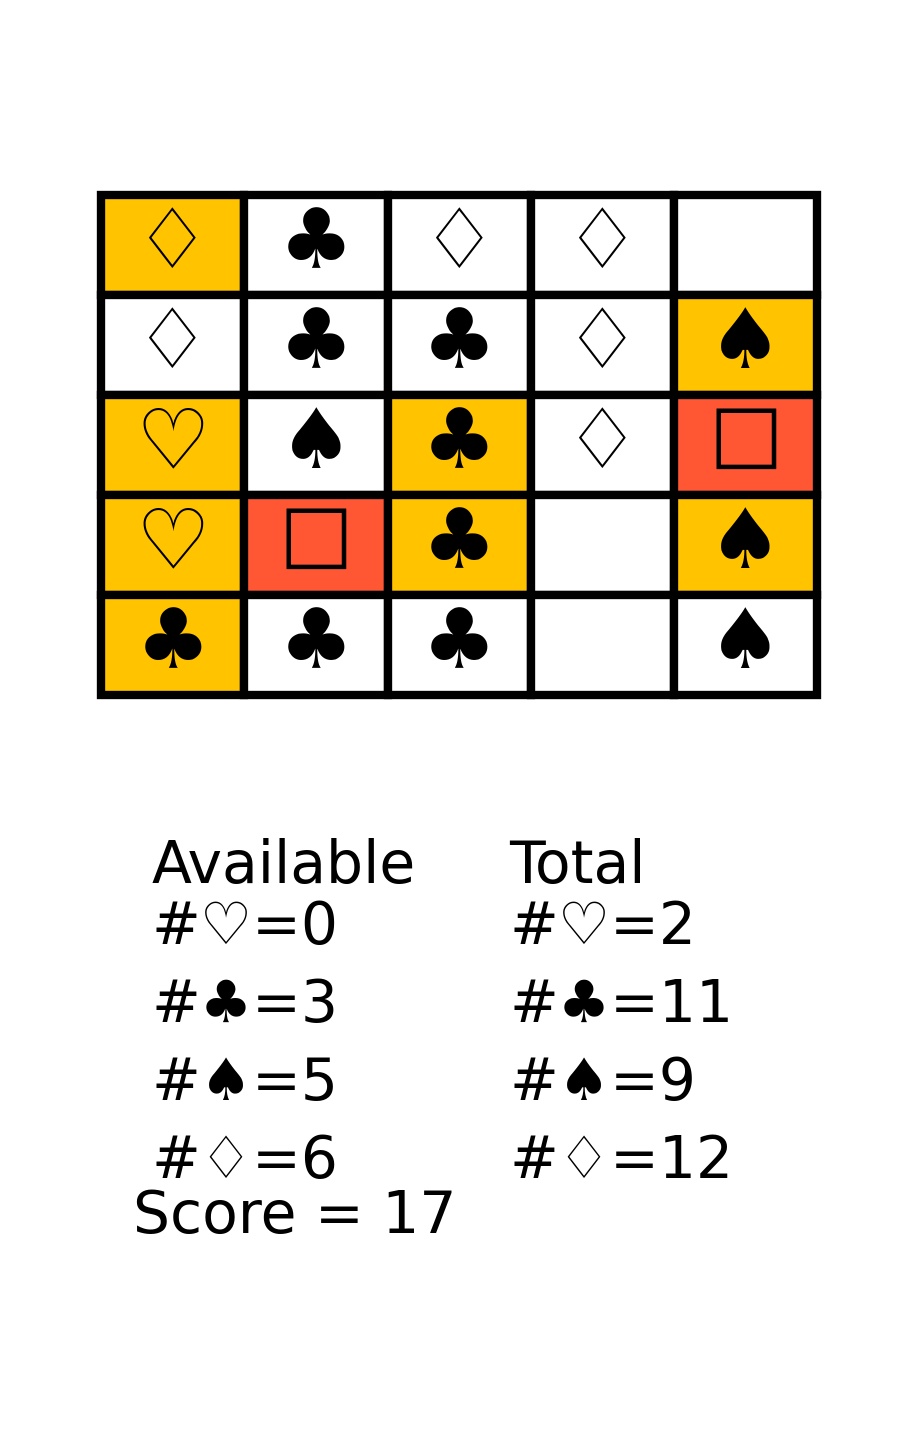 ♢ ♣ ♢ ♢
♢ ♣ ♣ ♢ ♠
♡ ♠ ♣ ♢ □
♡ □ ♣ ♠
♣ ♣ ♣ ♠
Available Total
#♡=0 #♡=2
#♣=3 #♣=11
#♠=5 #♠=9
#♢=6 #♢=12
Score = 17